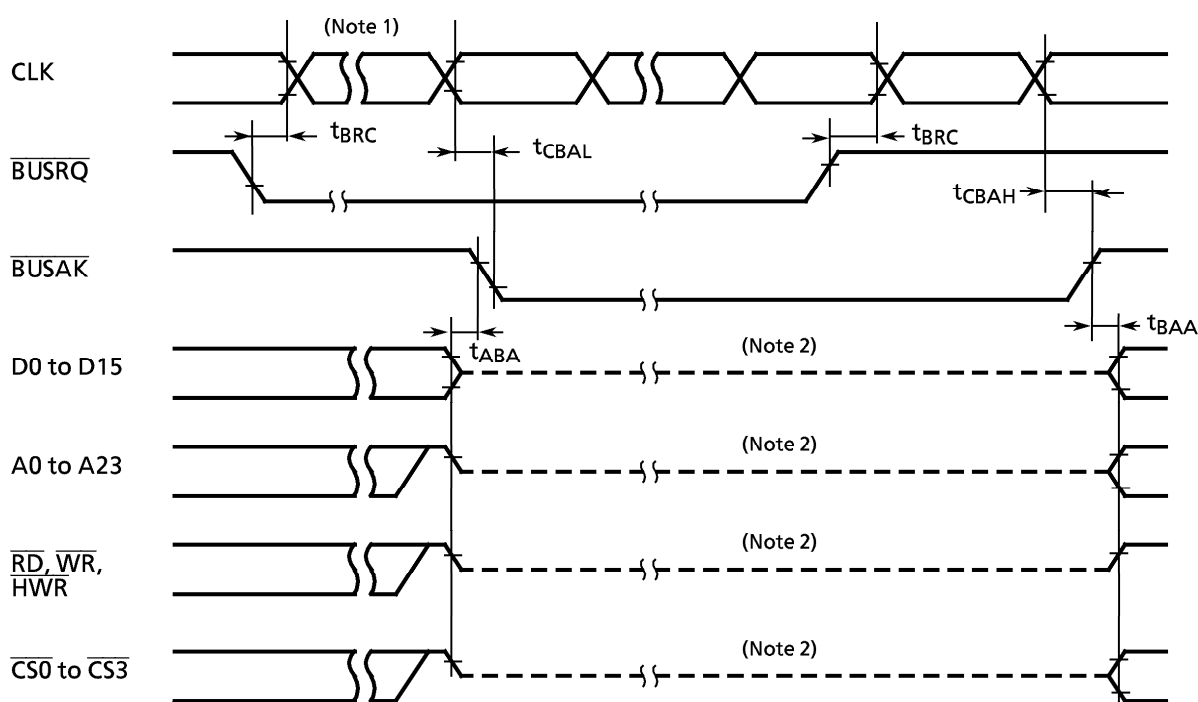 (Note 1)
CLK
tBRC
tCBAL
tBRC
BUSRQ
tCBAH
BUSAK
tBAA
tABA
D0 to D15
(Note 2)
A0 to A23
(Note 2)
RD, WR,
HWR
(Note 2)
CS0 to CS3
(Note 2)